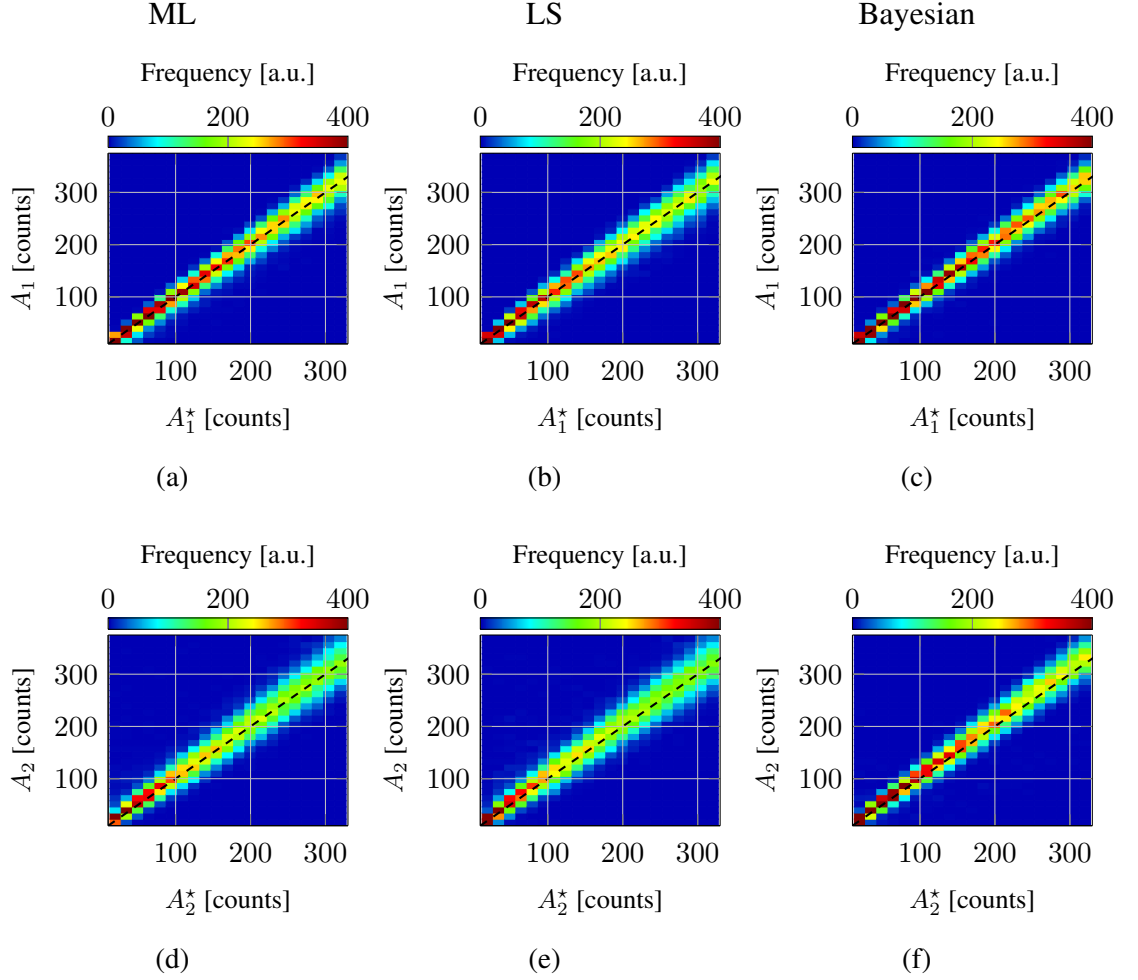 ML LS Bayesian
Frequency [a.u.] Frequency [a.u.] Frequency [a.u.]
0 200 400 0 200 400 0 200 400
300 300 300
200 200 200
100 100 100
A₁ [counts] A₁ [counts] A₁ [counts]
100 200 300 100 200 300 100 200 300
A₁⋆ [counts] A₁⋆ [counts] A₁⋆ [counts]
(a) (b) (c)
Frequency [a.u.] Frequency [a.u.] Frequency [a.u.]
0 200 400 0 200 400 0 200 400
300 300 300
200 200 200
100 100 100
A₂ [counts] A₂ [counts] A₂ [counts]
100 200 300 100 200 300 100 200 300
A₂⋆ [counts] A₂⋆ [counts] A₂⋆ [counts]
(d) (e) (f)